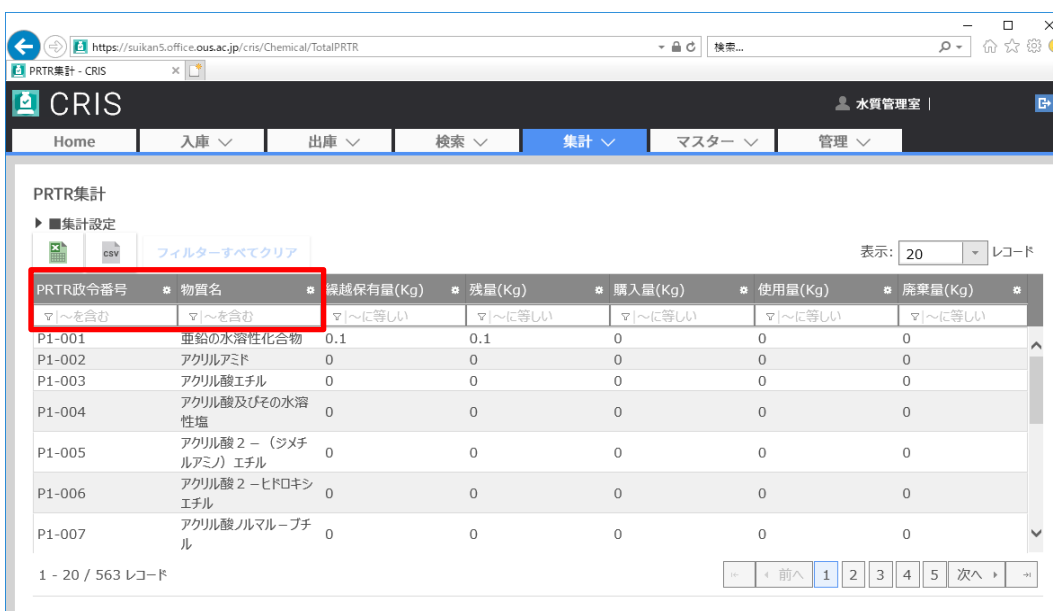 https://suikan5.office.ous.ac.jp/cris/Chemical/TotalPRTR
検索...
PRTR集計 - CRIS
CRIS
水質管理室 |
Home 入庫 出庫 検索 集計 マスター 管理
PRTR集計
■集計設定
csv フィルターすべてクリア 表示: 20 レコード
PRTR政令番号 物質名 繰越保有量(Kg) 残量(Kg) 購入量(Kg) 使用量(Kg) 廃棄量(Kg)
~を含む ~を含む ~に等しい ~に等しい ~に等しい ~に等しい ~に等しい
P1-001 亜鉛の水溶性化合物 0.1 0.1 0 0 0
P1-002 アクリルアミド 0 0 0 0 0
P1-003 アクリル酸エチル 0 0 0 0 0
P1-004 アクリル酸及びその水溶 0 0 0 0 0
性塩
P1-005 アクリル酸2-(ジメチ 0 0 0 0 0
ルアミノ)エチル
P1-006 アクリル酸2-ヒドロキシ 0 0 0 0 0
エチル
P1-007 アクリル酸ノルマル-ブチ 0 0 0 0 0
ル
1 - 20 / 563 レコード
前へ 1 2 3 4 5 次へ